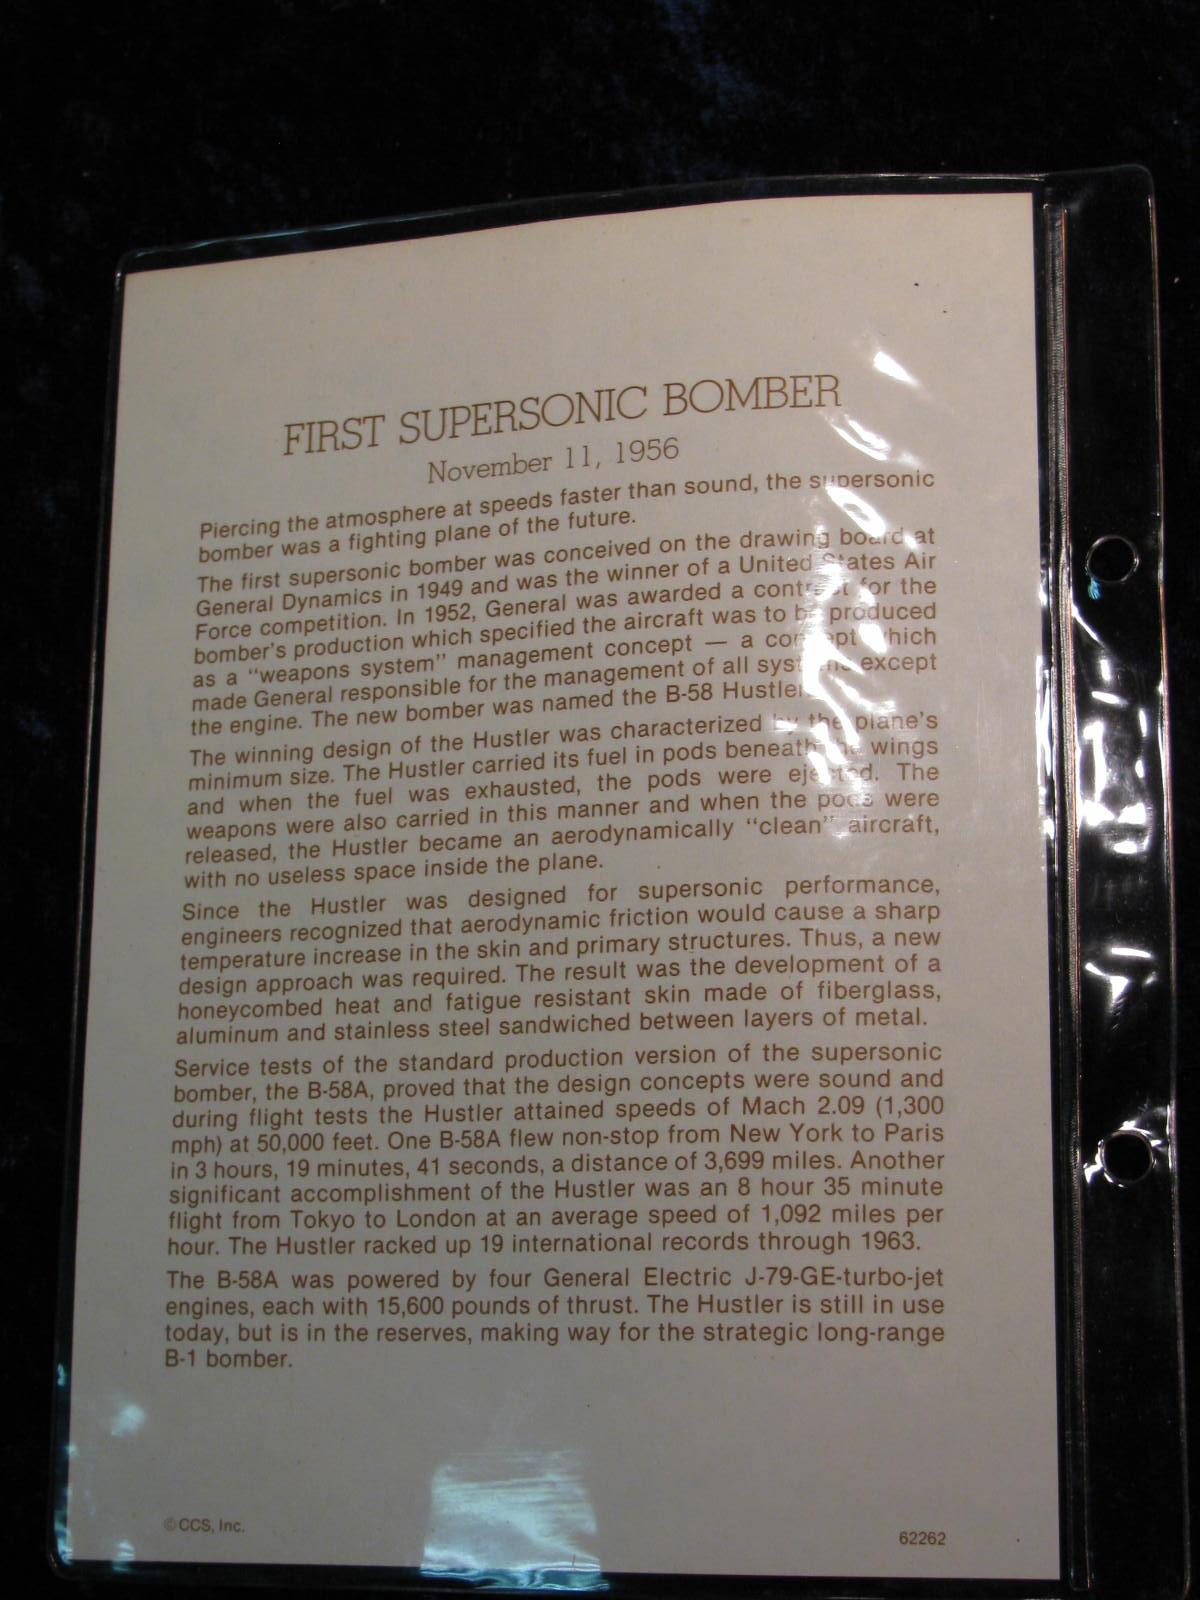 FIRST SUPERSONIC BOMBER
November 11, 1956
Piercing the atmosphere at speeds faster than sound, the supersonic
bomber was a fighting plane of the future.
The first supersonic bomber was conceived on the drawing board at
General Dynamics in 1949 and was the winner of a United States Air
Force competition. In 1952, General was awarded a contract for the
bomber's production which specified the aircraft was to be produced
as a "weapons system" management concept — a concept which
made General responsible for the management of all systems except
the engine. The new bomber was named the B-58 Hustler.
The winning design of the Hustler was characterized by the plane's
minimum size. The Hustler carried its fuel in pods beneath the wings
and when the fuel was exhausted, the pods were ejected. The
weapons were also carried in this manner and when the pods were
released, the Hustler became an aerodynamically "clean" aircraft,
with no useless space inside the plane.
Since the Hustler was designed for supersonic performance,
engineers recognized that aerodynamic friction would cause a sharp
temperature increase in the skin and primary structures. Thus, a new
design approach was required. The result was the development of a
honeycombed heat and fatigue resistant skin made of fiberglass,
aluminum and stainless steel sandwiched between layers of metal.
Service tests of the standard production version of the supersonic
bomber, the B-58A, proved that the design concepts were sound and
during flight tests the Hustler attained speeds of Mach 2.09 (1,300
mph) at 50,000 feet. One B-58A flew non-stop from New York to Paris
in 3 hours, 19 minutes, 41 seconds, a distance of 3,699 miles. Another
significant accomplishment of the Hustler was an 8 hour 35 minute
flight from Tokyo to London at an average speed of 1,092 miles per
hour. The Hustler racked up 19 international records through 1963.
The B-58A was powered by four General Electric J-79-GE-turbo-jet
engines, each with 15,600 pounds of thrust. The Hustler is still in use
today, but is in the reserves, making way for the strategic long-range
B-1 bomber.
© CCS, Inc.
62262